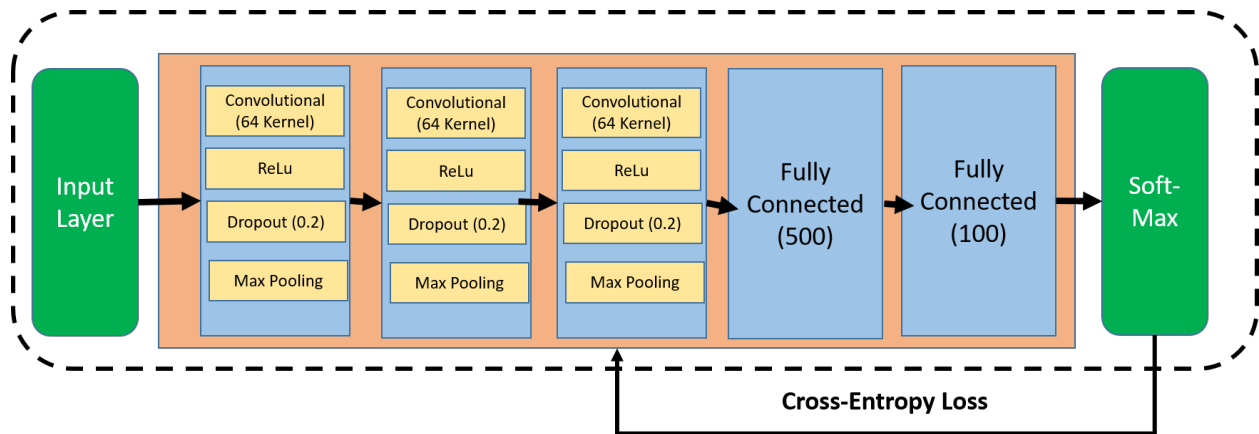 Input
Layer
Convolutional
(64 Kernel)
ReLu
Dropout (0.2)
Max Pooling
Convolutional
(64 Kernel)
ReLu
Dropout (0.2)
Max Pooling
Convolutional
(64 Kernel)
ReLu
Dropout (0.2)
Max Pooling
Fully
Connected
(500)
Fully
Connected
(100)
Soft-
Max
Cross-Entropy Loss